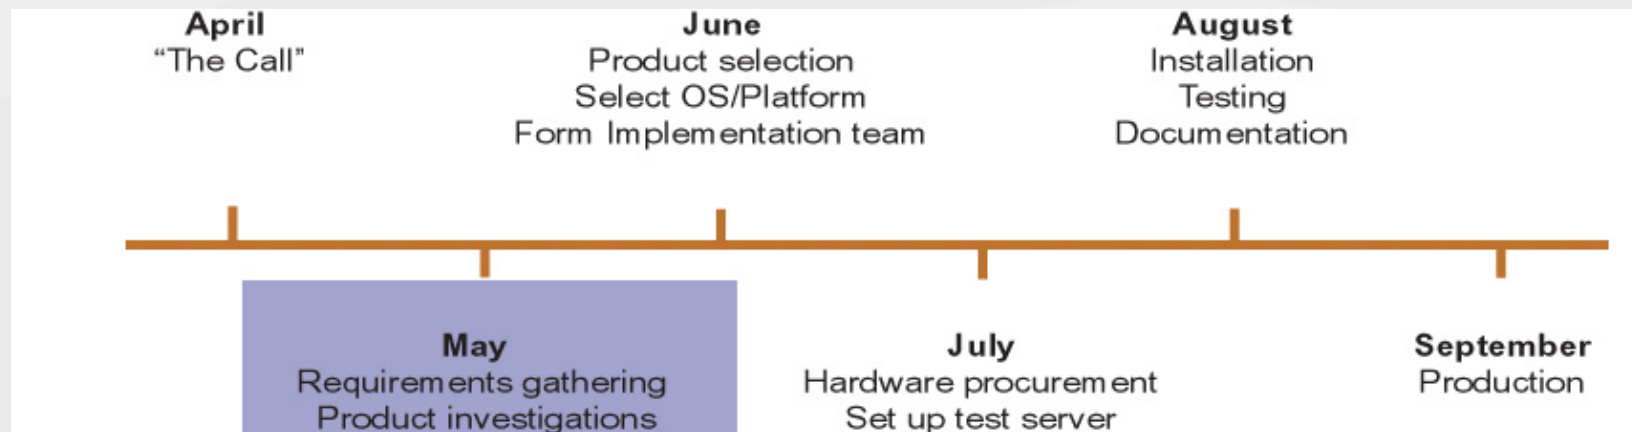 April
“The Call”
June
Product selection
Select OS/Platform
Form Implementation team
August
Installation
Testing
Documentation
May
Requirements gathering
Product investigations
July
Hardware procurement
Set up test server
September
Production